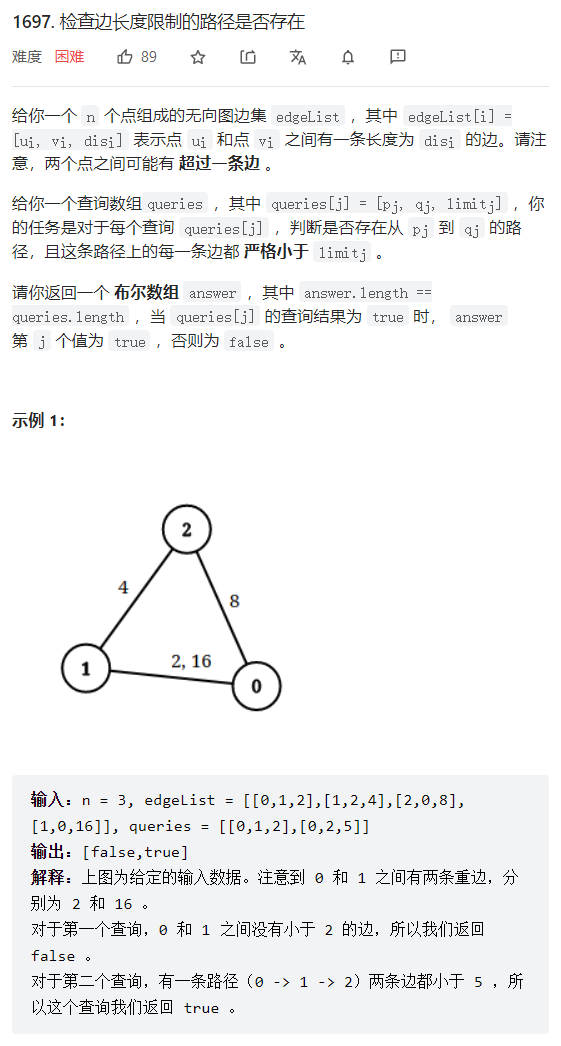 1697. 检查边长度限制的路径是否存在
难度 困难 89
给你一个 n 个点组成的无向图边集 edgeList ，其中 edgeList[i] =
[ui, vi, disi] 表示点 ui 和点 vi 之间有一条长度为 disi 的边。请注
意，两个点之间可能有 超过一条边 。
给你一个查询数组queries ，其中 queries[j] = [pj, qj, limitj] ，你
的任务是对于每个查询 queries[j] ，判断是否存在从 pj 到 qj 的路
径，且这条路径上的每一条边都 严格小于 limitj 。
请你返回一个 布尔数组 answer ，其中 answer.length ==
queries.length ，当 queries[j] 的查询结果为 true 时， answer
第 j 个值为 true ，否则为 false 。
示例 1：
2
4
8
2, 16
1
0
输入：n = 3, edgeList = [[0,1,2],[1,2,4],[2,0,8],
[1,0,16]], queries = [[0,1,2],[0,2,5]]
输出：[false,true]
解释：上图为给定的输入数据。注意到 0 和 1 之间有两条重边，分
别为 2 和 16 。
对于第一个查询，0 和 1 之间没有小于 2 的边，所以我们返回
false 。
对于第二个查询，有一条路径（0 -> 1 -> 2）两条边都小于 5 ，所
以这个查询我们返回 true 。